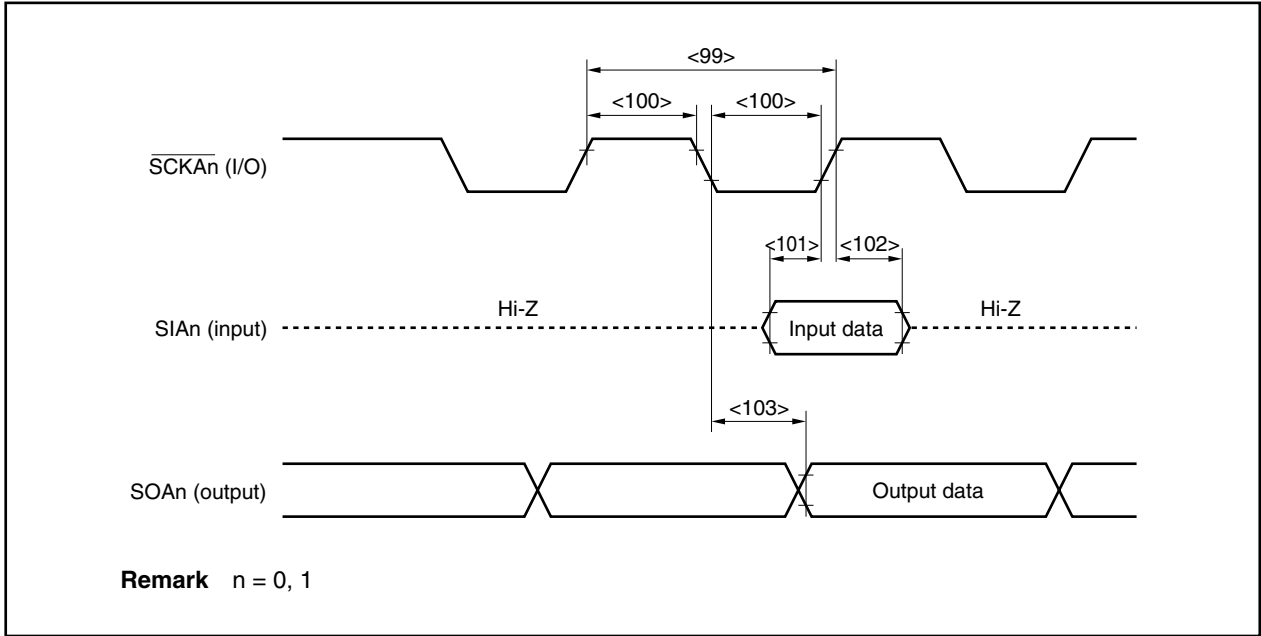 <99>
<100> <100>
SCKAn (I/O)
<101> <102>
Hi-Z Hi-Z
SIAn (input) Input data
<103>
SOAn (output) Output data
Remark n = 0, 1